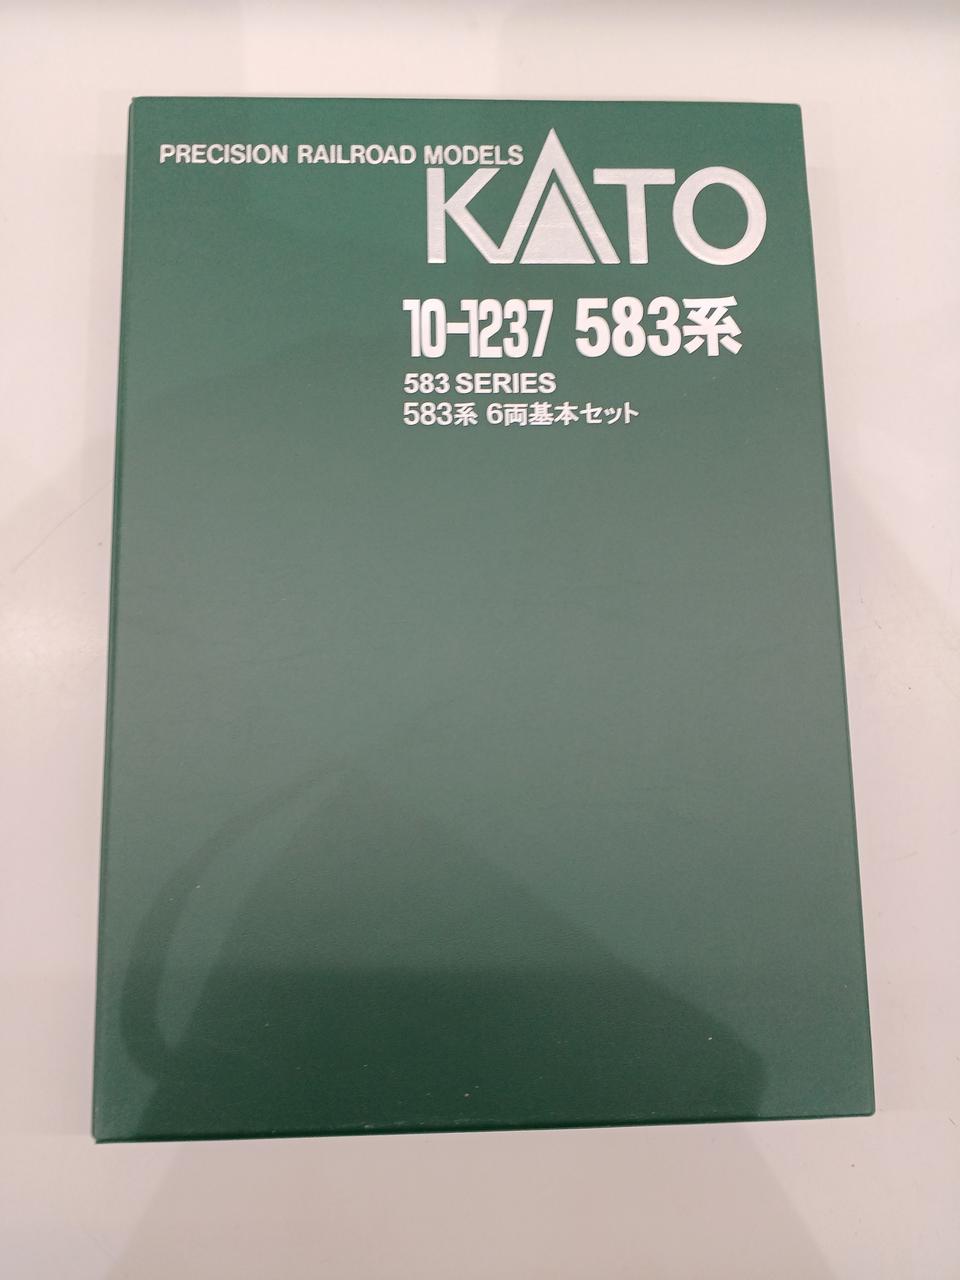 PRECISION RAILROAD MODELS
KATO
10-1237 583系
583 SERIES
583系 6両基本セット